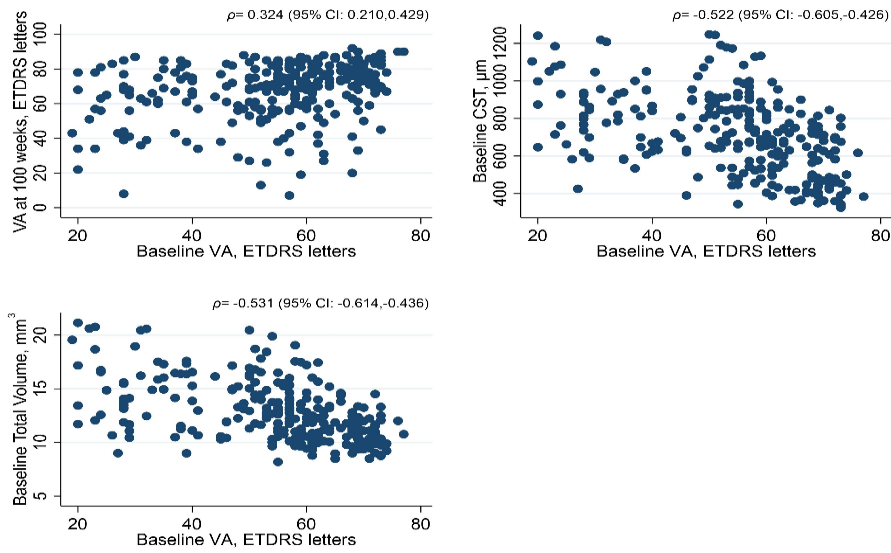 ρ= 0.324 (95% CI: 0.210,0.429)
VA at 100 weeks, ETDRS letters
100
80
60
40
20
0
20 40 60 80
Baseline VA, ETDRS letters
ρ= -0.522 (95% CI: -0.605,-0.426)
Baseline CST, µm
1200
1000
800
600
400
20 40 60 80
Baseline VA, ETDRS letters
ρ= -0.531 (95% CI: -0.614,-0.436)
Baseline Total Volume, mm³
20
15
10
5
20 40 60 80
Baseline VA, ETDRS letters